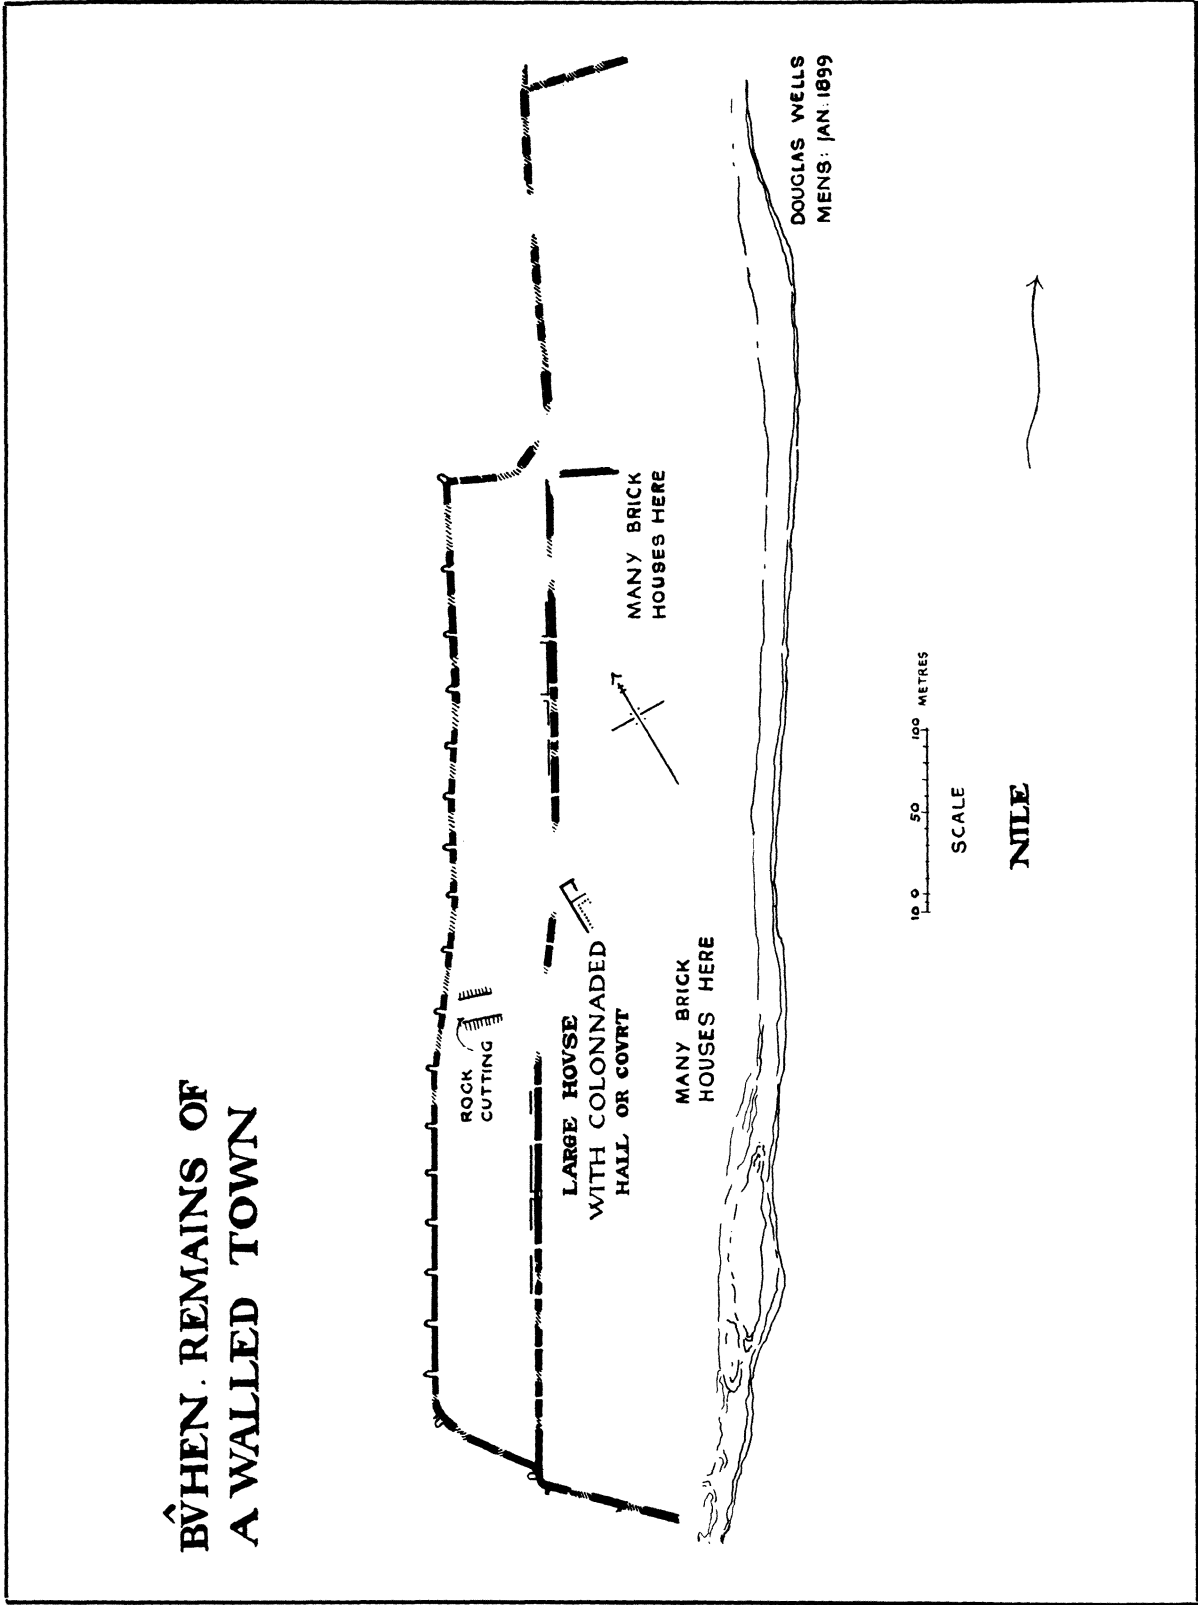 BV̂HEN. REMAINS OF
A WALLED TOWN
ROCK
CUTTING
LARGE HOVSE
WITH COLONNADED
HALL OR COVRT
MANY BRICK
HOUSES HERE
MANY BRICK
HOUSES HERE
DOUGLAS WELLS
MENS: JAN: 1899
10 0 50 100 METRES
SCALE
NILE